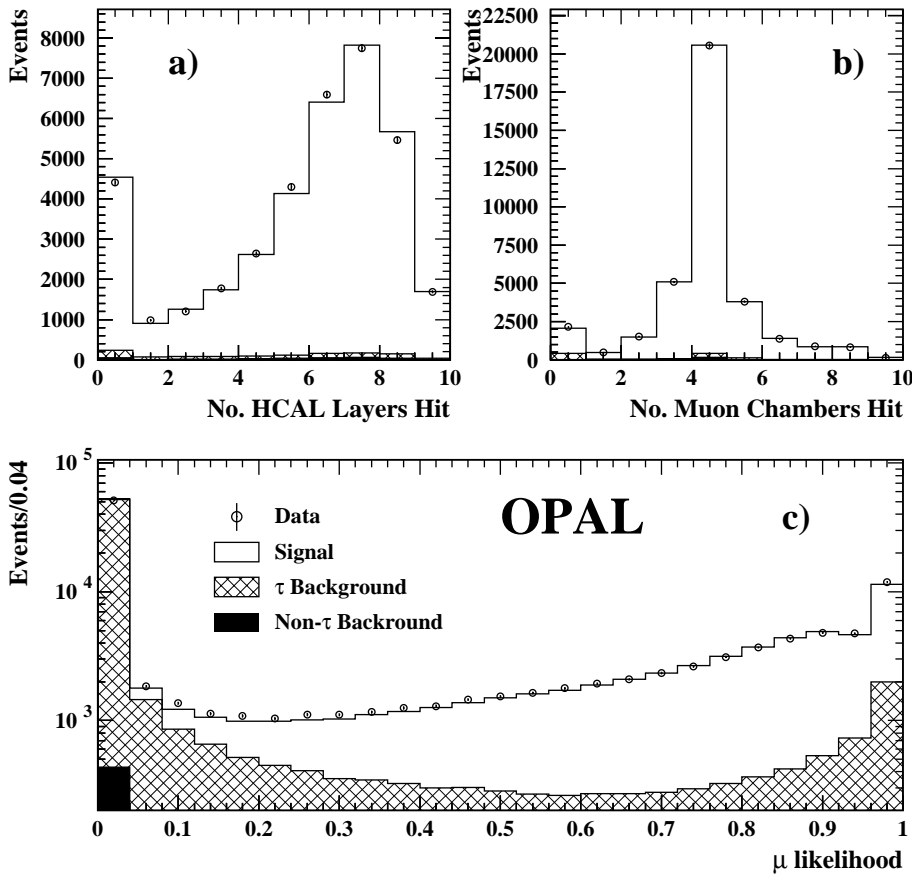 Events
8000
7000
6000
5000
4000
3000
2000
1000
0
a)
0 2 4 6 8 10
No. HCAL Layers Hit
Events
22500
20000
17500
15000
12500
10000
7500
5000
2500
0
b)
0 2 4 6 8 10
No. Muon Chambers Hit
Events/0.04
10^5
10^4
10^3
OPAL
c)
Data
Signal
τ Background
Non-τ Backround
0 0.1 0.2 0.3 0.4 0.5 0.6 0.7 0.8 0.9 1
μ likelihood